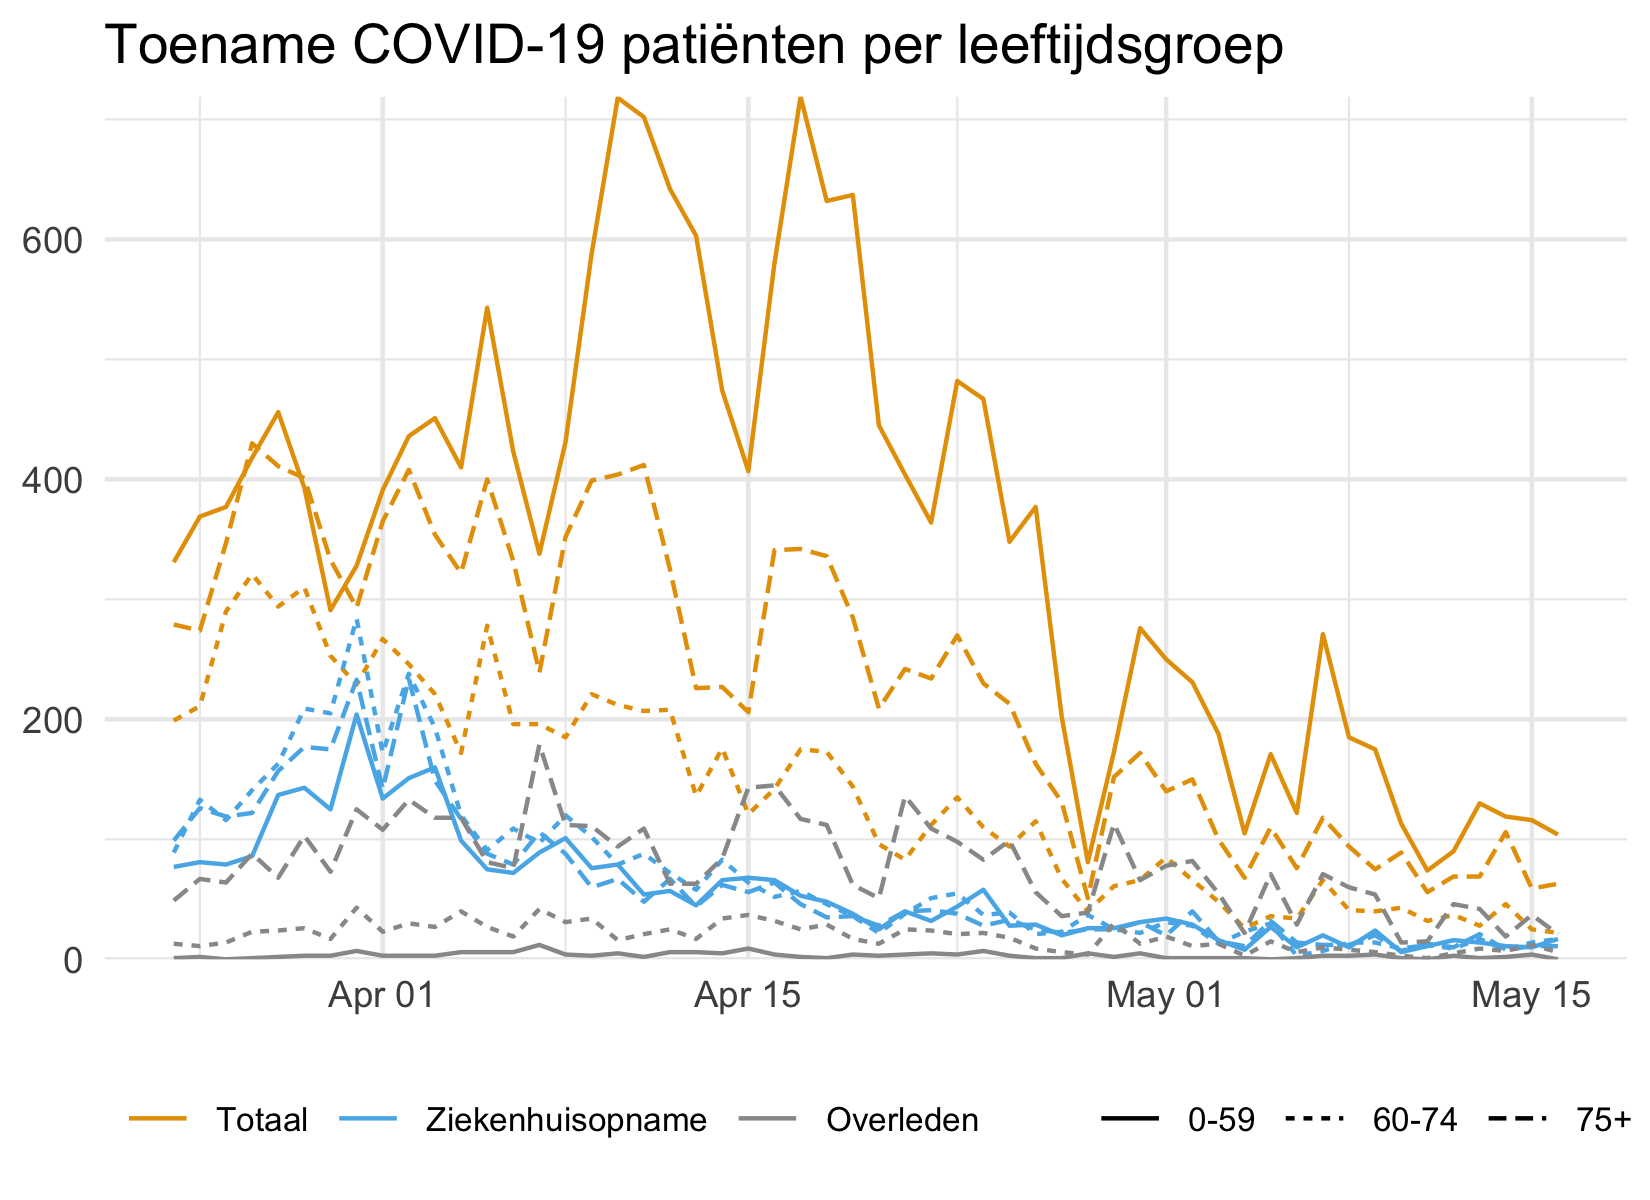 Toename COVID-19 patiënten per leeftijdsgroep
600
400
200
0
Apr 01 Apr 15 May 01 May 15
Totaal Ziekenhuisopname Overleden 0-59 60-74 75+